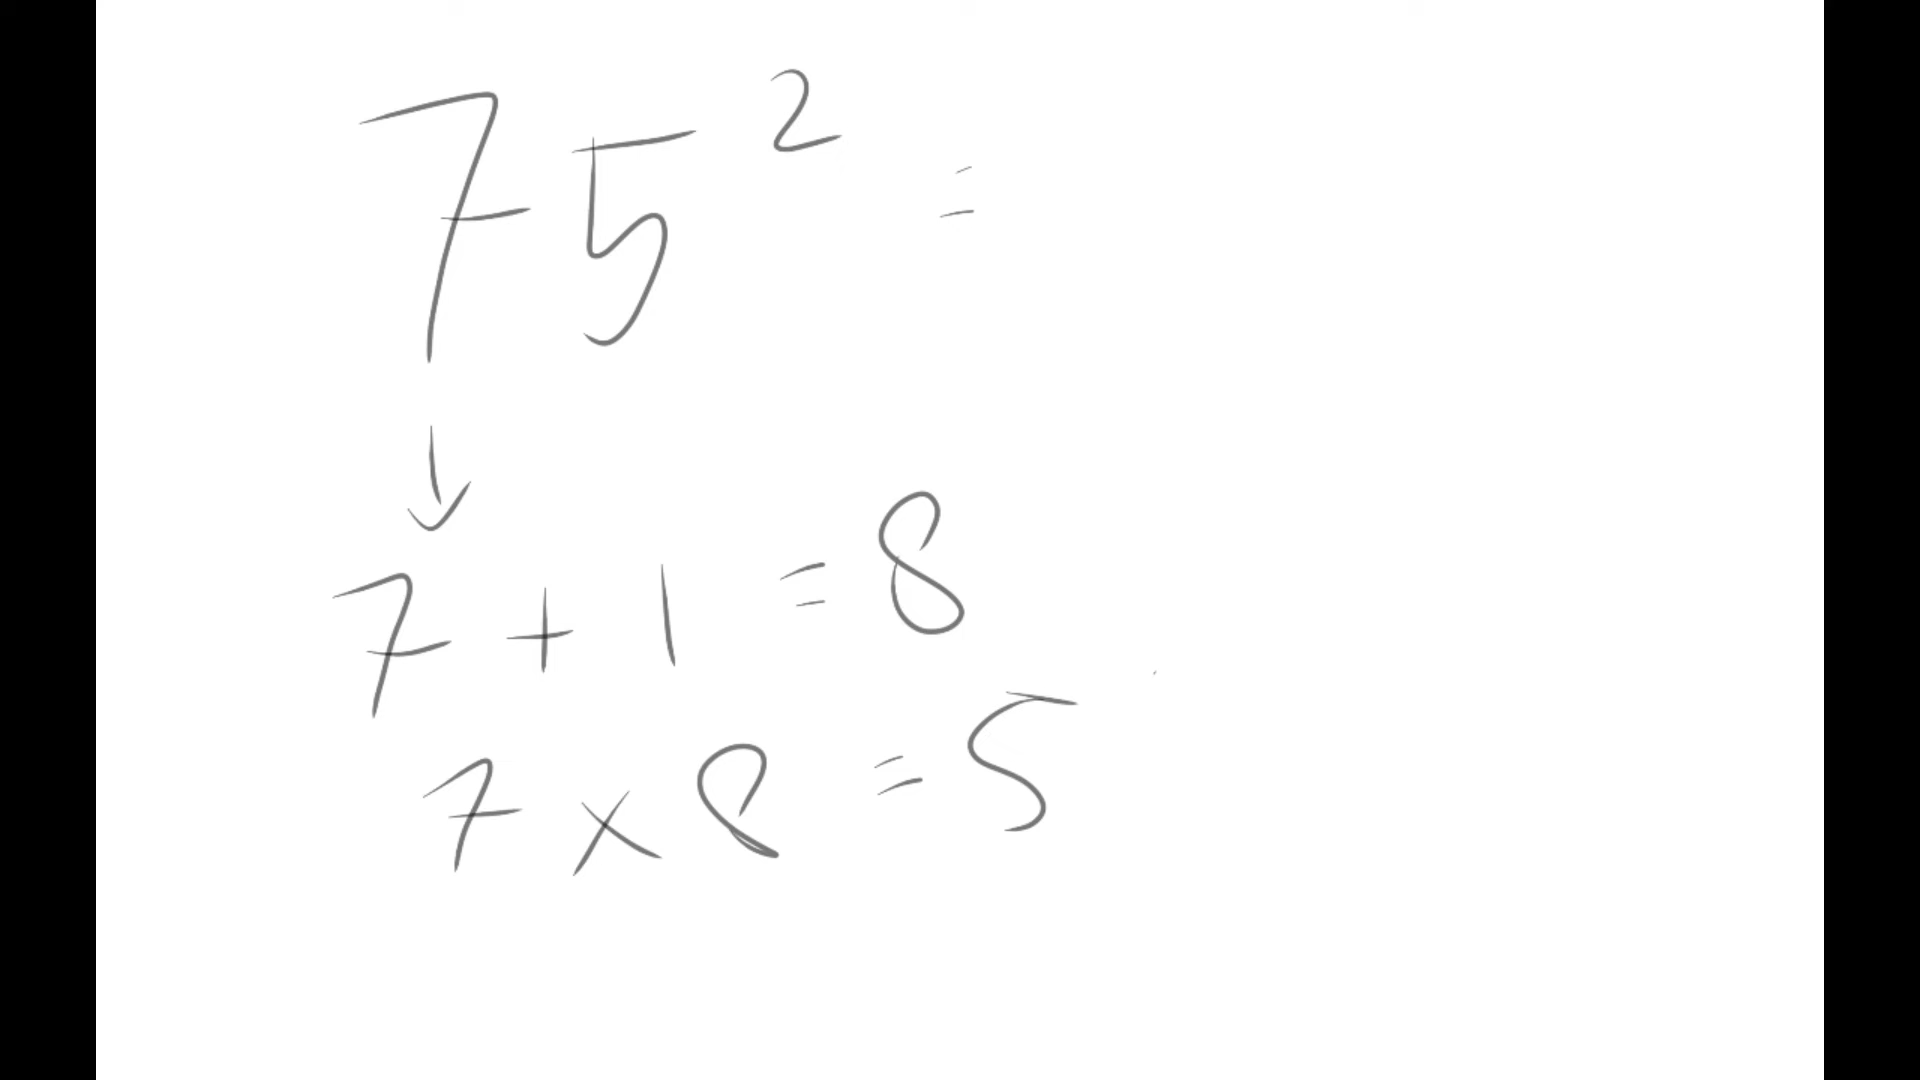 75² =
7 + 1 = 8
7 x 8 = 5